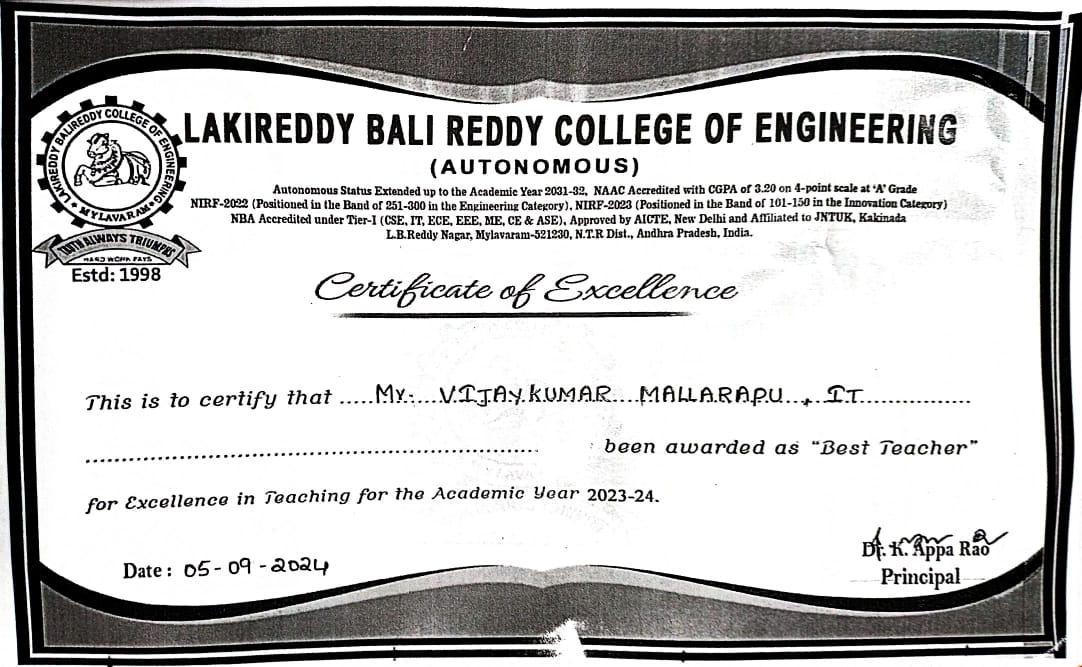 LAKIREDDY BALIREDDY COLLEGE OF ENGINEERING
* MYLAVARAM *
TRUTH ALWAYS TRIUMPHS
HARD WORK PAYS
Estd: 1998
LAKIREDDY BALI REDDY COLLEGE OF ENGINEERING
(AUTONOMOUS)
Autonomous Status Extended up to the Academic Year 2031-32, NAAC Accredited with CGPA of 3.20 on 4-point scale at 'A' Grade
NIRF-2022 (Positioned in the Band of 251-300 in the Engineering Category), NIRF-2023 (Positioned in the Band of 101-150 in the Innovation Category)
NBA Accredited under Tier-I (CSE, IT, ECE, EEE, ME, CE & ASE), Approved by AICTE, New Delhi and Affiliated to JNTUK, Kakinada
L.B.Reddy Nagar, Mylavaram-521230, N.T.R Dist., Andhra Pradesh, India.
Certificate of Excellence
This is to certify that .....Mr....VIJAY KUMAR...MALLARAPU..., IT................
been awarded as "Best Teacher"
for Excellence in Teaching for the Academic Year 2023-24.
Date : 05-09-2024
Dr. K. Appa Rao
Principal